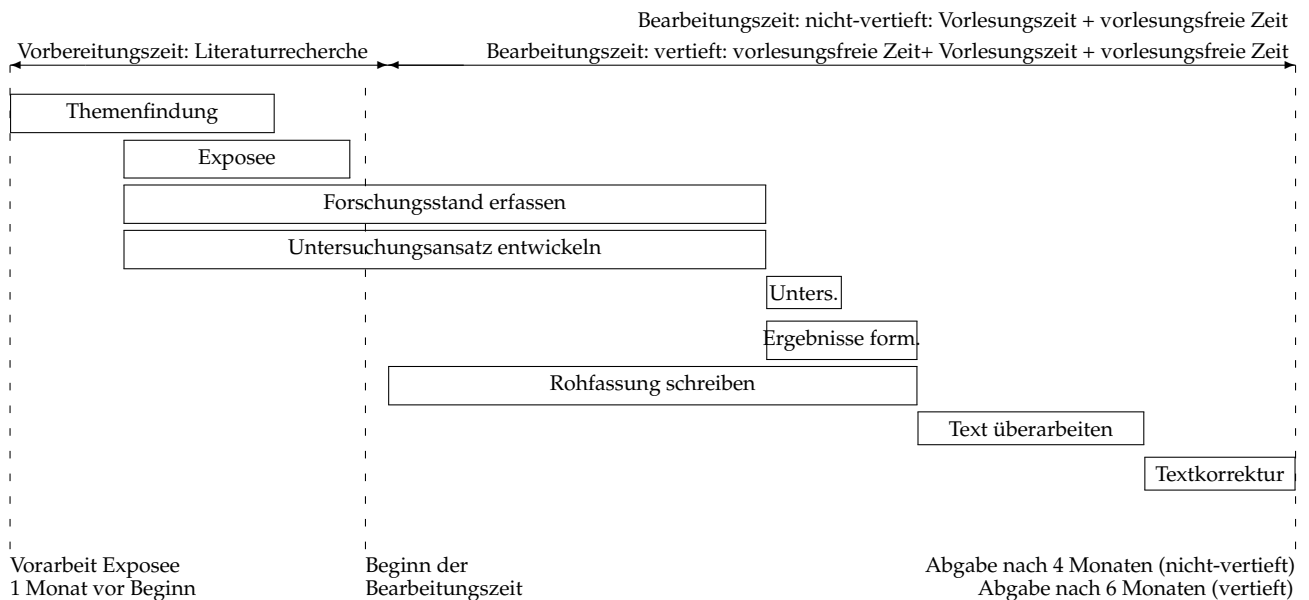 Bearbeitungszeit: nicht-vertieft: Vorlesungszeit + vorlesungsfreie Zeit
Vorbereitungszeit: Literaturrecherche
Bearbeitungszeit: vertieft: vorlesungsfreie Zeit+ Vorlesungszeit + vorlesungsfreie Zeit
Themenfindung
Exposee
Forschungsstand erfassen
Untersuchungsansatz entwickeln
Unters.
Ergebnisse form.
Rohfassung schreiben
Text überarbeiten
Textkorrektur
Vorarbeit Exposee
1 Monat vor Beginn
Beginn der
Bearbeitungszeit
Abgabe nach 4 Monaten (nicht-vertieft)
Abgabe nach 6 Monaten (vertieft)